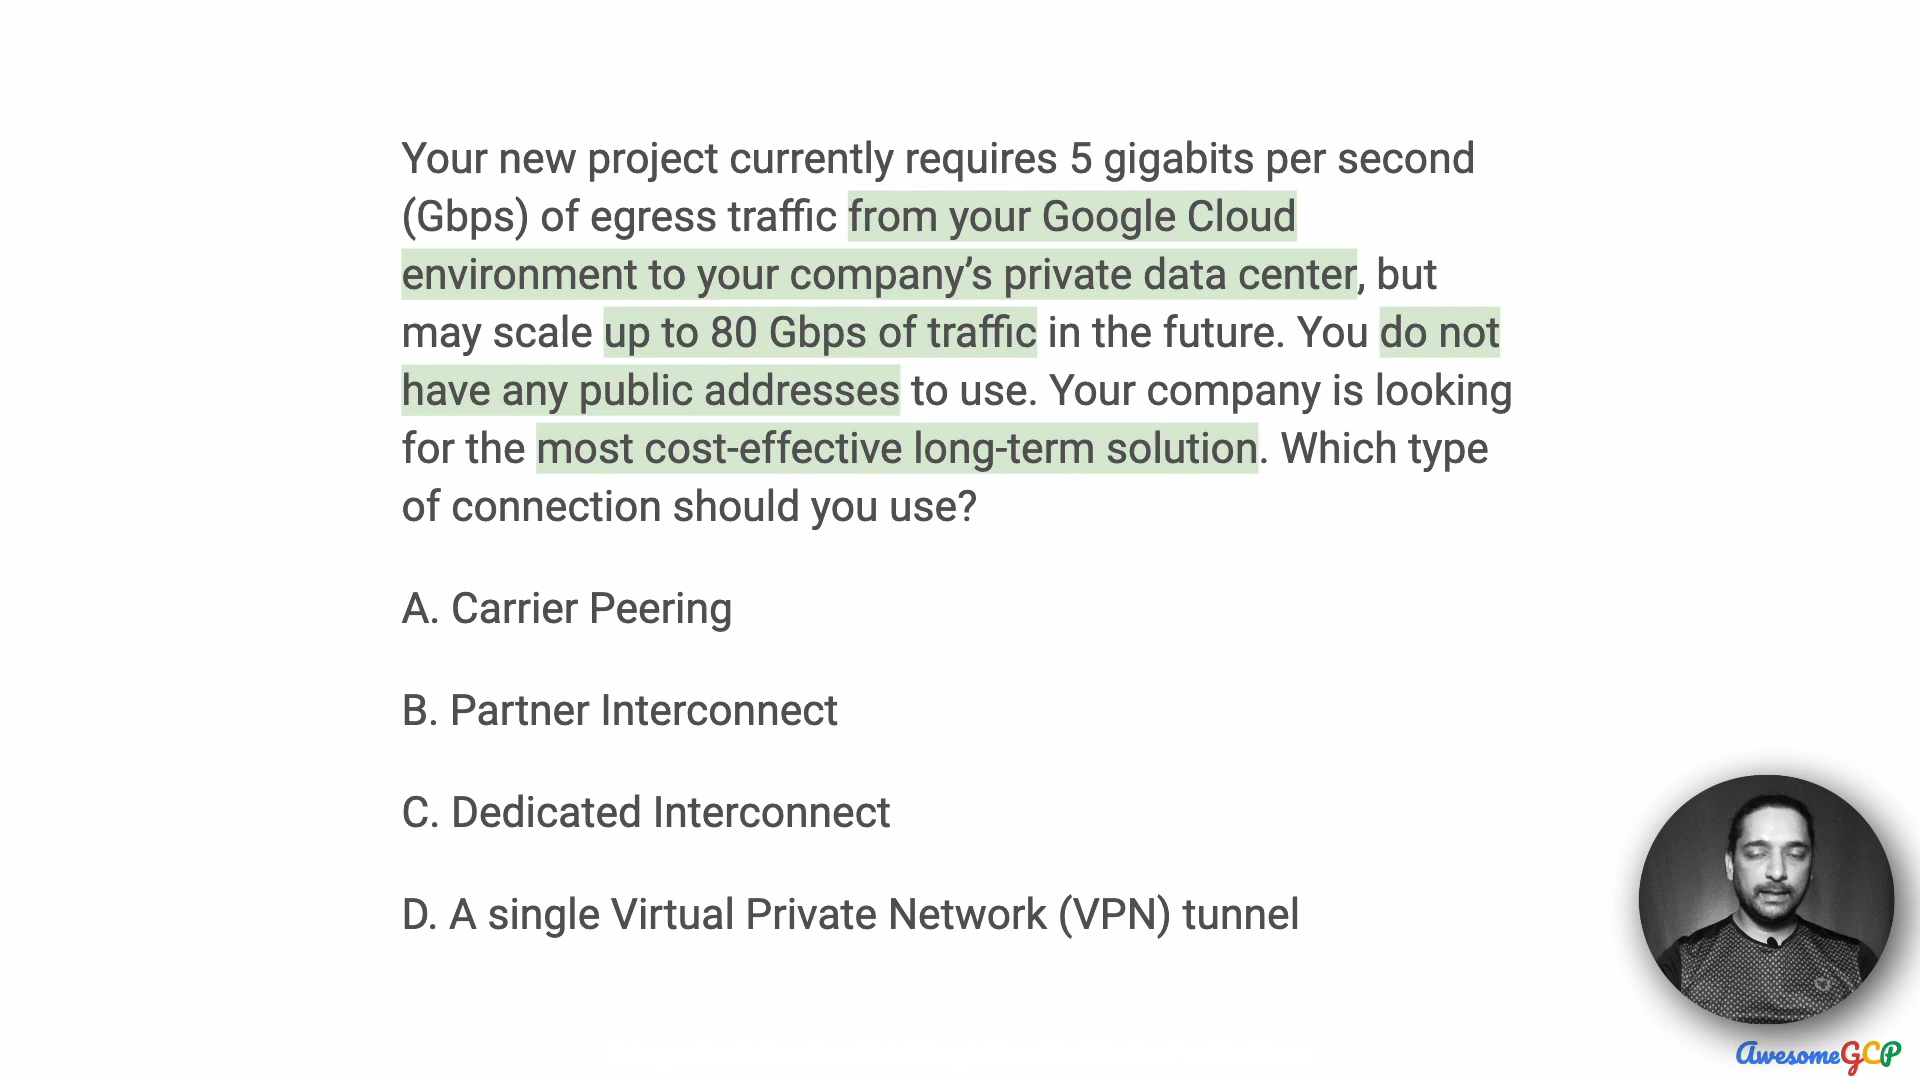 Your new project currently requires 5 gigabits per second
(Gbps) of egress traffic from your Google Cloud
environment to your company’s private data center, but
may scale up to 80 Gbps of traffic in the future. You do not
have any public addresses to use. Your company is looking
for the most cost-effective long-term solution. Which type
of connection should you use?
A. Carrier Peering
B. Partner Interconnect
C. Dedicated Interconnect
D. A single Virtual Private Network (VPN) tunnel
AwesomeGCP